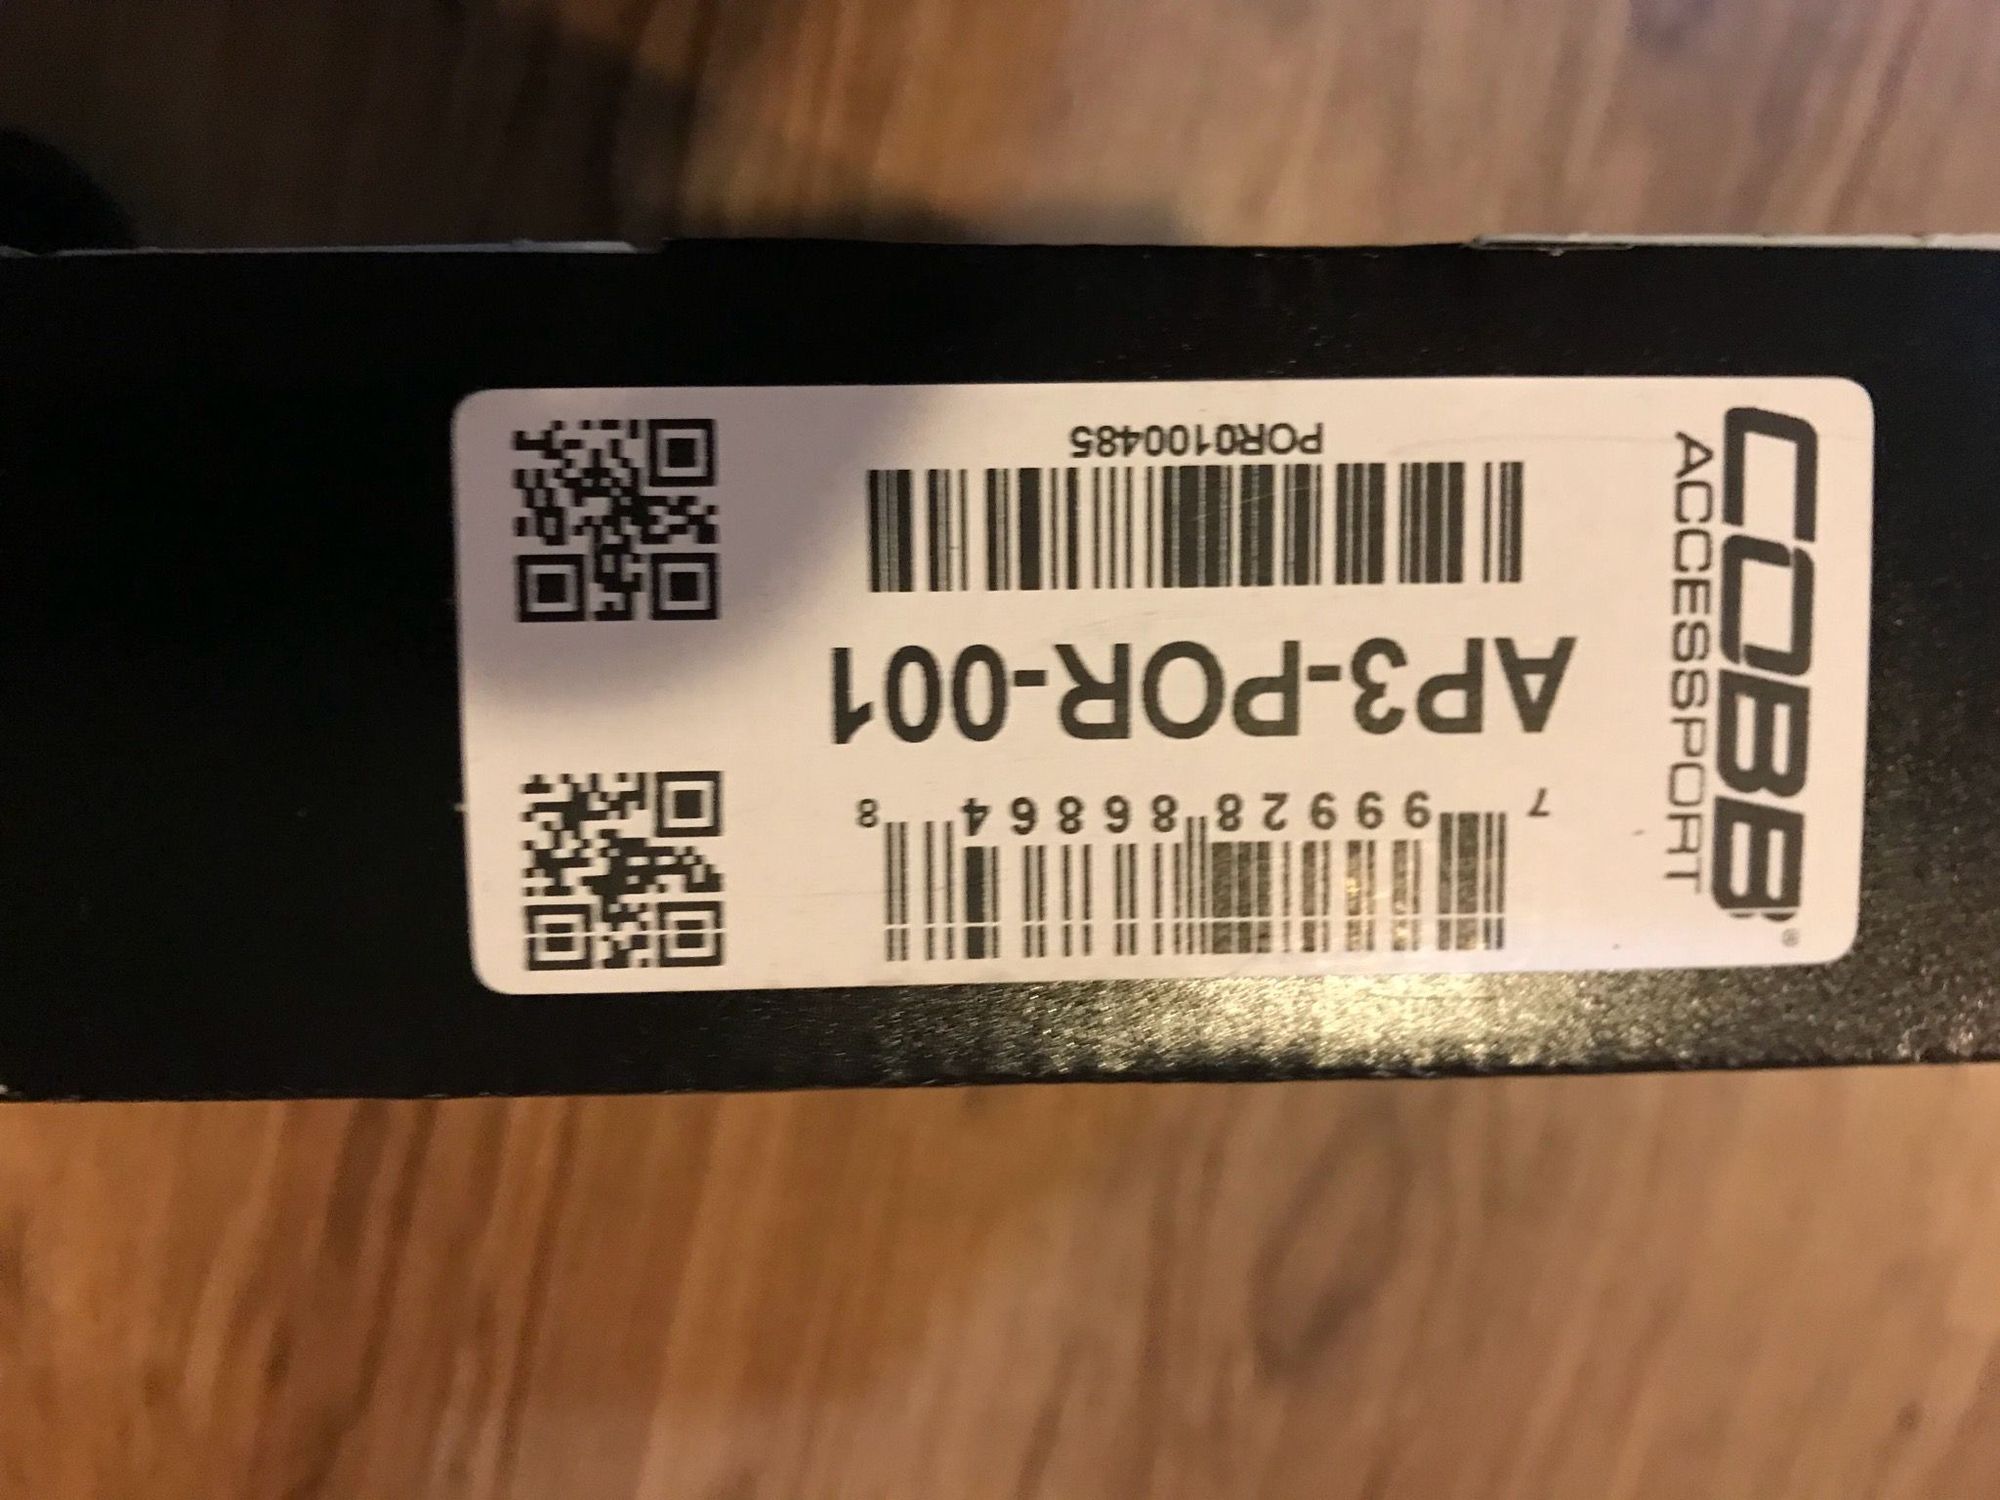 COBB®
ACCESSPORT
7 99928 86864 8
AP3-POR-001
POR0100485